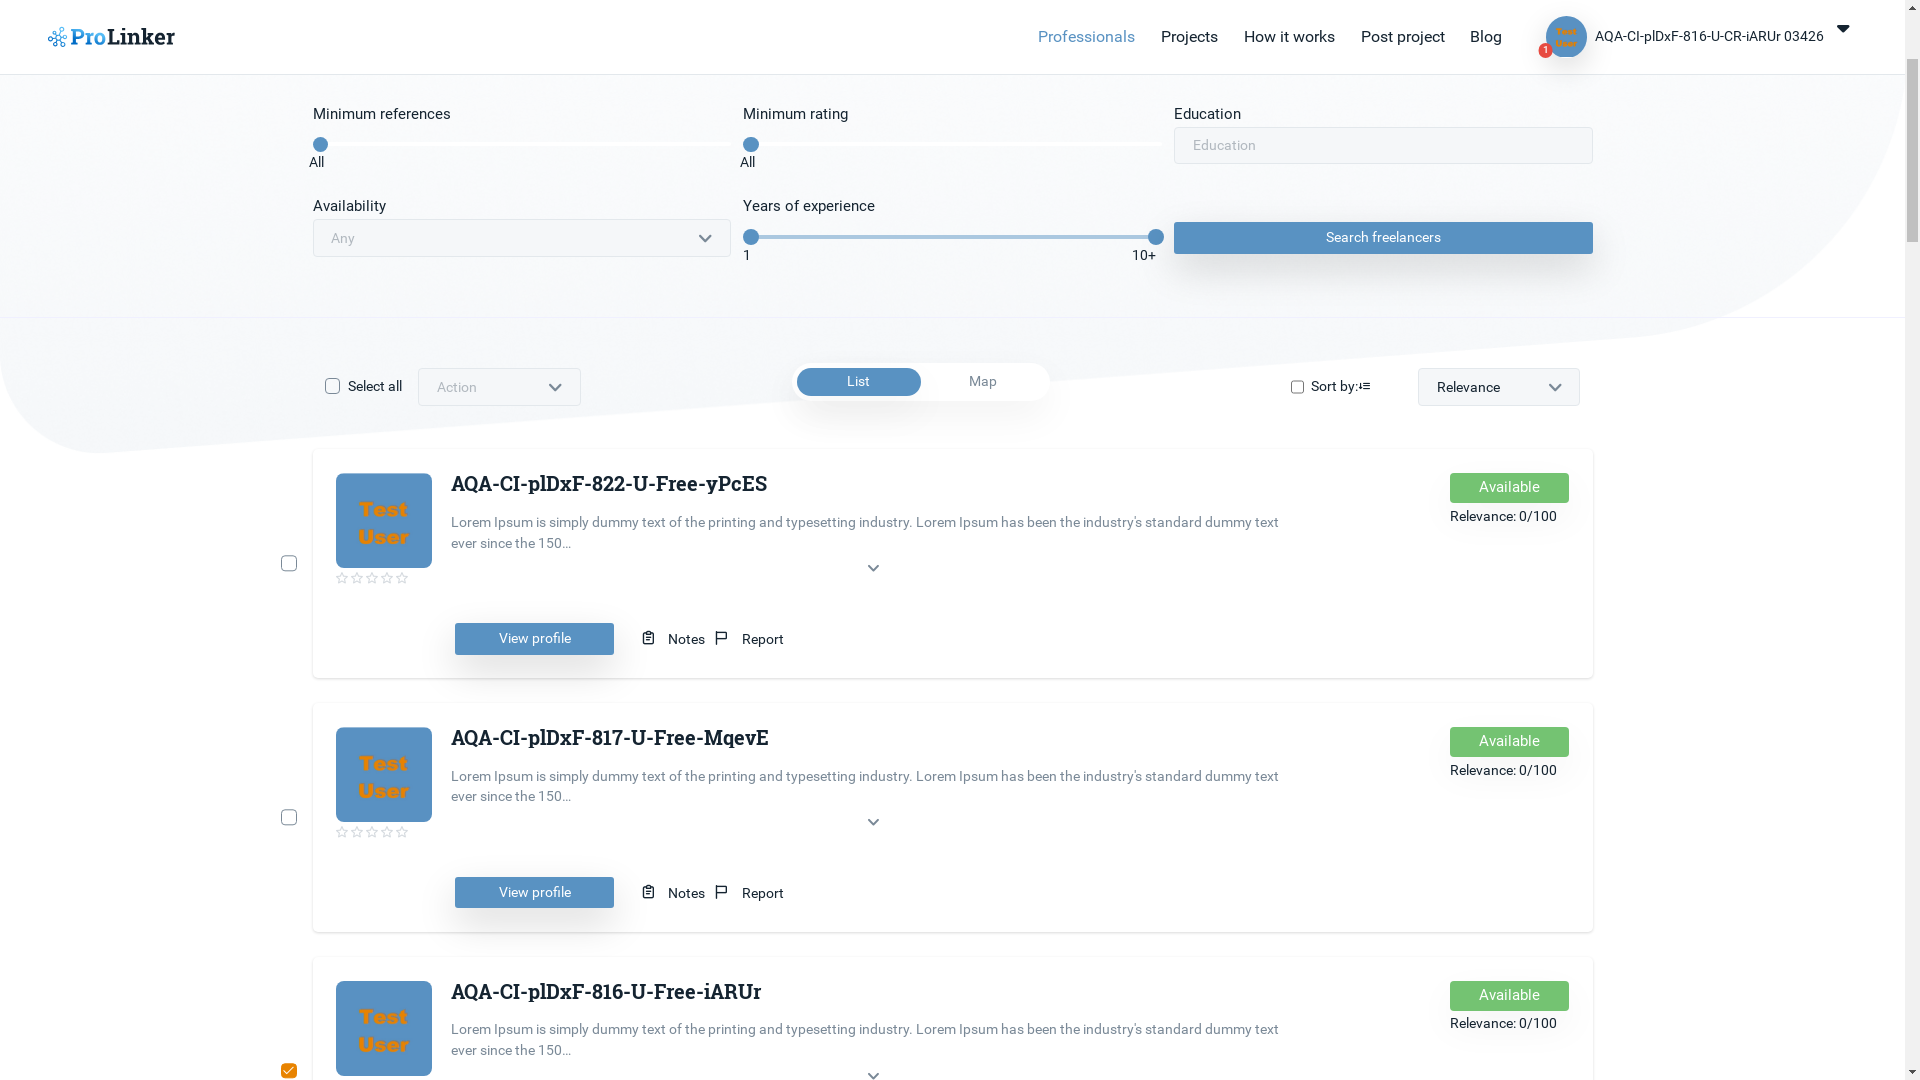 ProLinker
Professionals
Projects
How it works
Post project
Blog
Test
User
1
AQA-CI-plDxF-816-U-CR-iARUr 03426
Minimum references
All
Minimum rating
All
Education
Education
Availability
Any
Years of experience
1
10+
Search freelancers
Select all
Action
List
Map
Sort by:
Relevance
Test
User
AQA-CI-plDxF-822-U-Free-yPcES
Lorem Ipsum is simply dummy text of the printing and typesetting industry. Lorem Ipsum has been the industry's standard dummy text
ever since the 150...
Available
Relevance: 0/100
View profile
Notes
Report
Test
User
AQA-CI-plDxF-817-U-Free-MqevE
Lorem Ipsum is simply dummy text of the printing and typesetting industry. Lorem Ipsum has been the industry's standard dummy text
ever since the 150...
Available
Relevance: 0/100
View profile
Notes
Report
Test
User
AQA-CI-plDxF-816-U-Free-iARUr
Lorem Ipsum is simply dummy text of the printing and typesetting industry. Lorem Ipsum has been the industry's standard dummy text
ever since the 150...
Available
Relevance: 0/100